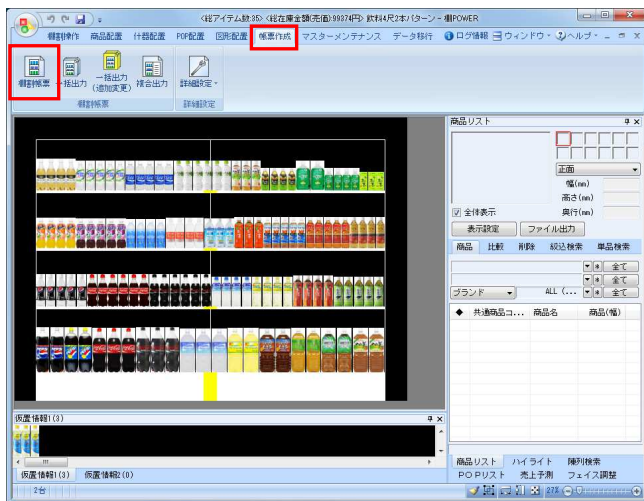 <総アイテム数:35> <総在庫金額(売価):99374円> 飲料4尺2本パターン - 棚POWER
棚割操作 商品配置 什器配置 POP配置 図形配置 帳票作成 マスターメンテナンス データ移行 ログ情報 ウィンドウ ヘルプ
棚割帳票 一括出力 一括出力(追加変更) 複合出力 詳細設定
棚割帳票 詳細設定
商品リスト
正面
幅(mm)
高さ(mm)
全体表示 奥行(mm)
表示設定 ファイル出力
商品 比較 削除 絞込検索 単品検索
* 全て
* 全て
ブランド ALL (... * 全て
◆ 共通商品コ... 商品名 商品(幅)
仮置情報1(3)
仮置情報1(3) 仮置情報2(0)
商品リスト ハイライト 陳列検索
POPリスト 売上予測 フェイス調整
2台 27%